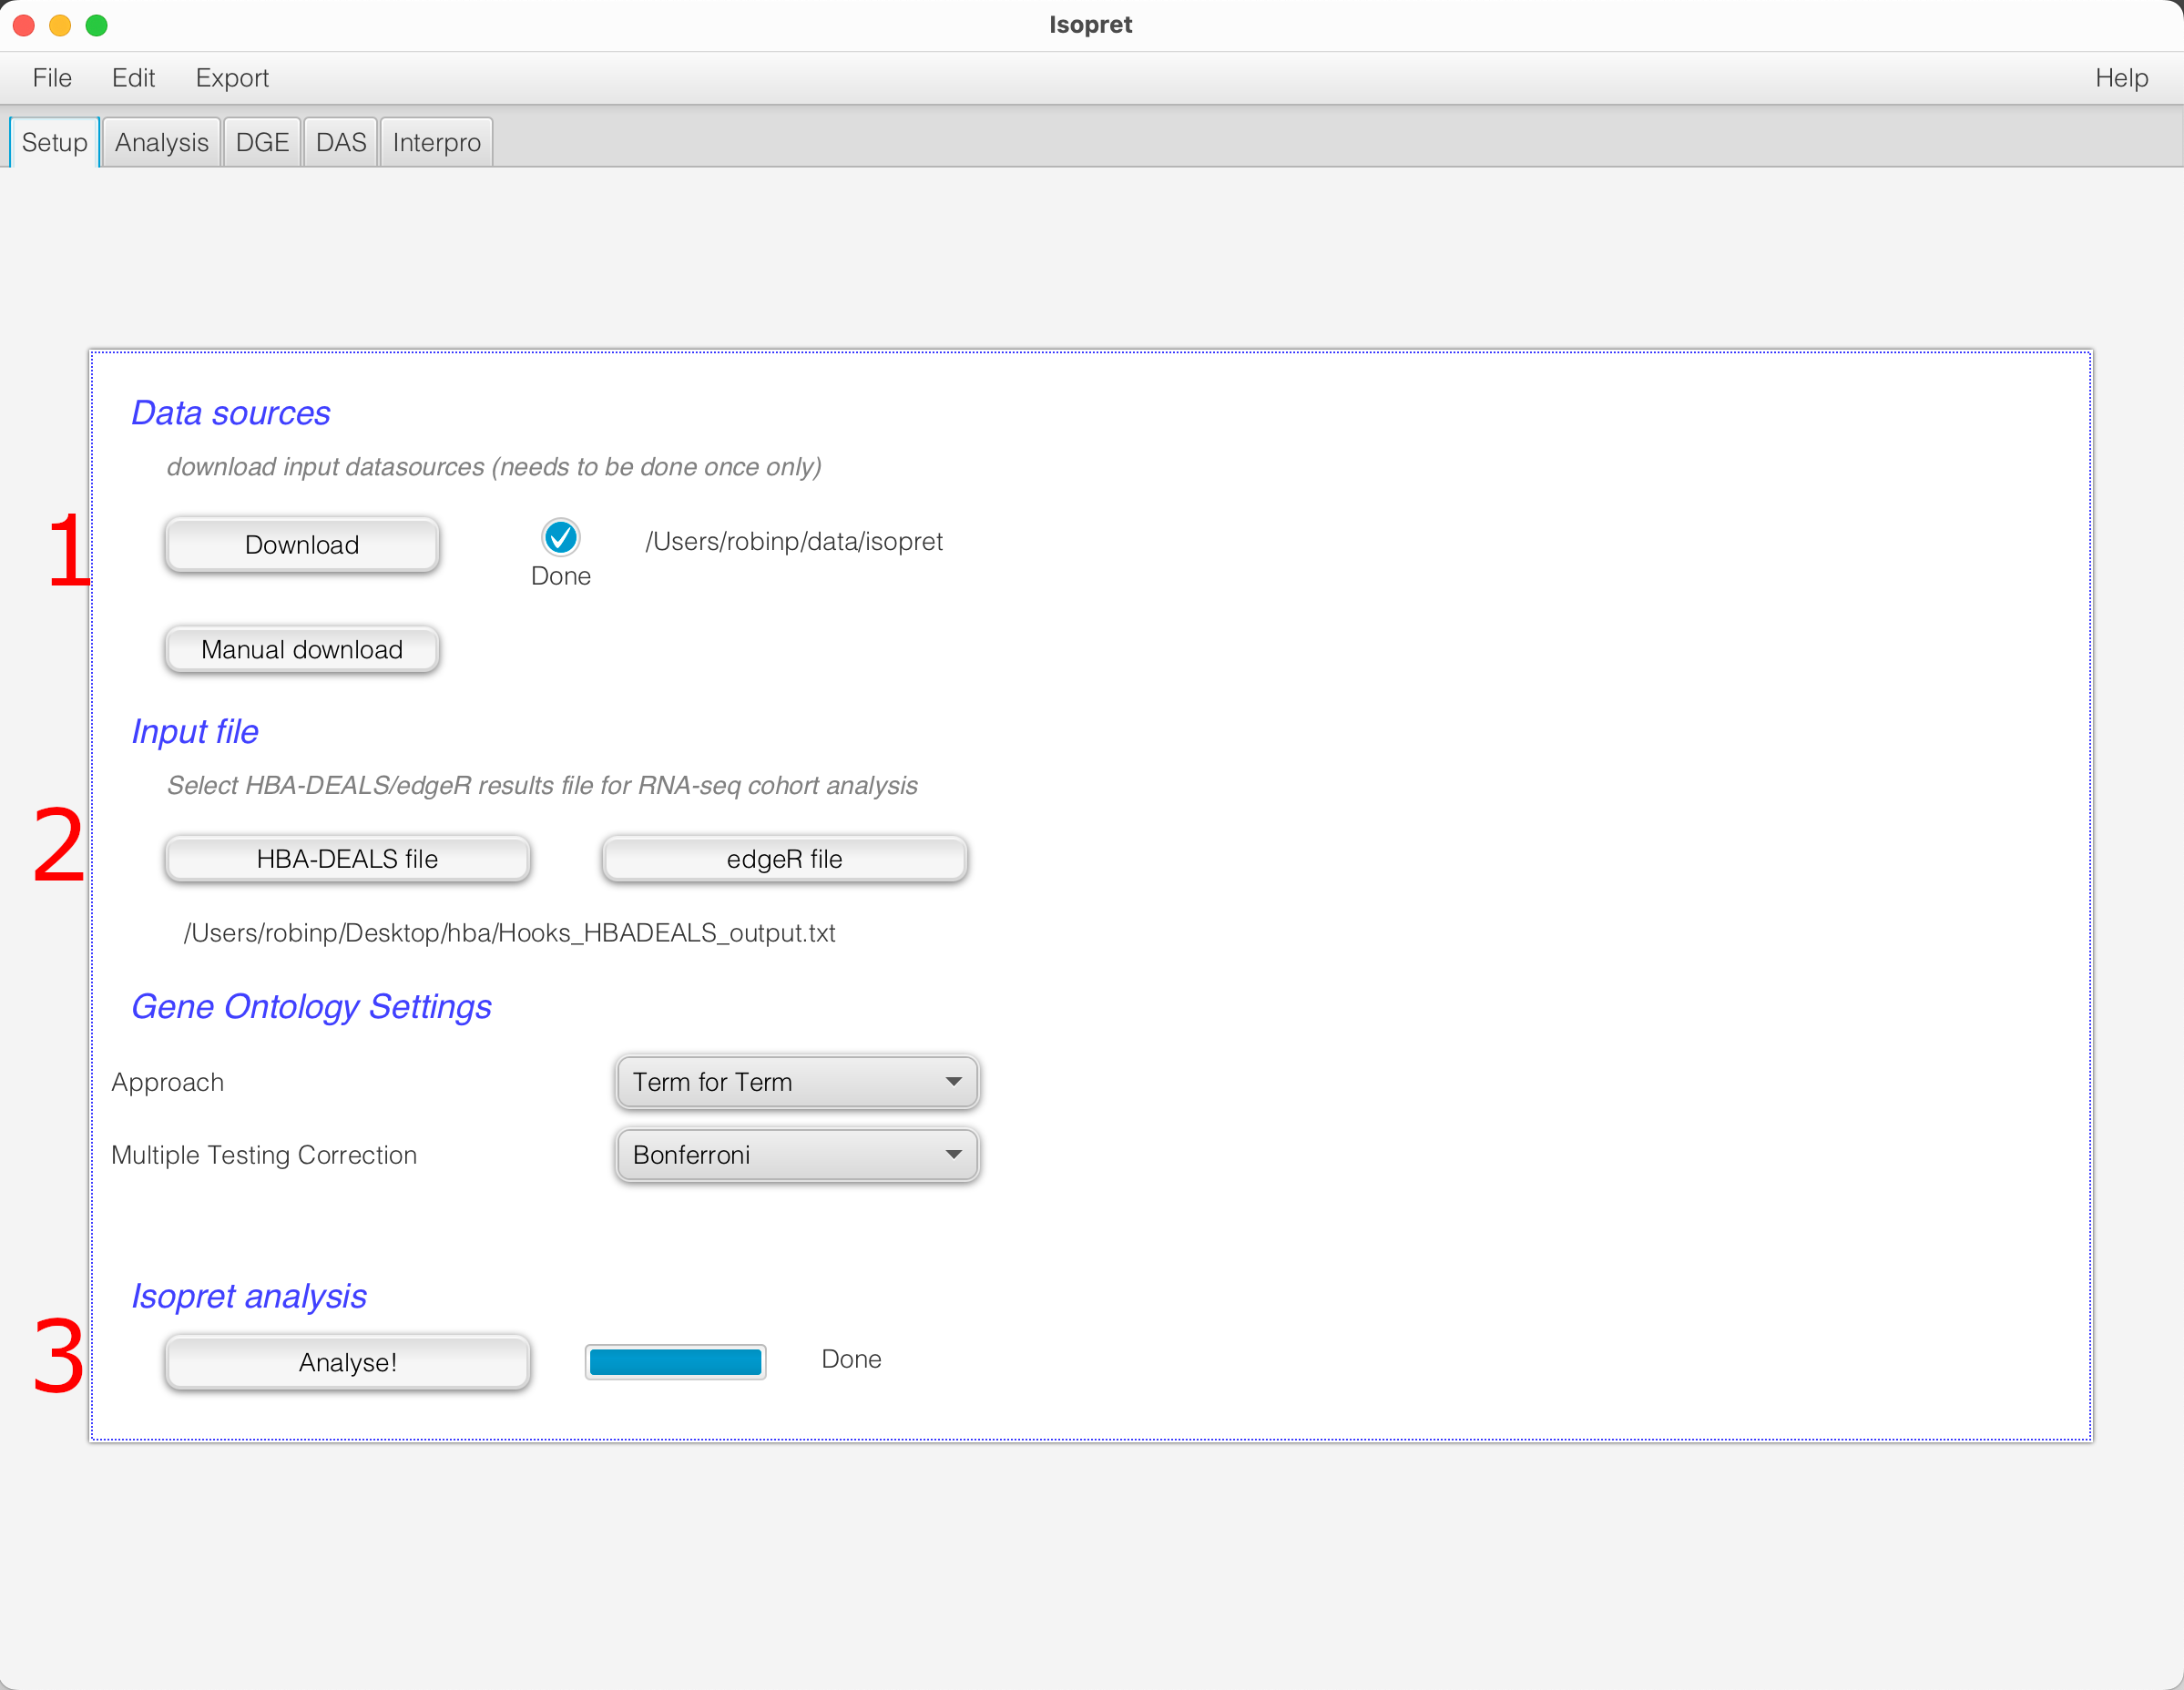 Isopret
File Edit Export Help
Setup Analysis DGE DAS Interpro
Data sources
download input datasources (needs to be done once only)
1 Download /Users/robinp/data/isopret
Done
Manual download
Input file
Select HBA-DEALS/edgeR results file for RNA-seq cohort analysis
2 HBA-DEALS file edgeR file
/Users/robinp/Desktop/hba/Hooks_HBADEALS_output.txt
Gene Ontology Settings
Approach Term for Term
Multiple Testing Correction Bonferroni
Isopret analysis
3 Analyse! Done